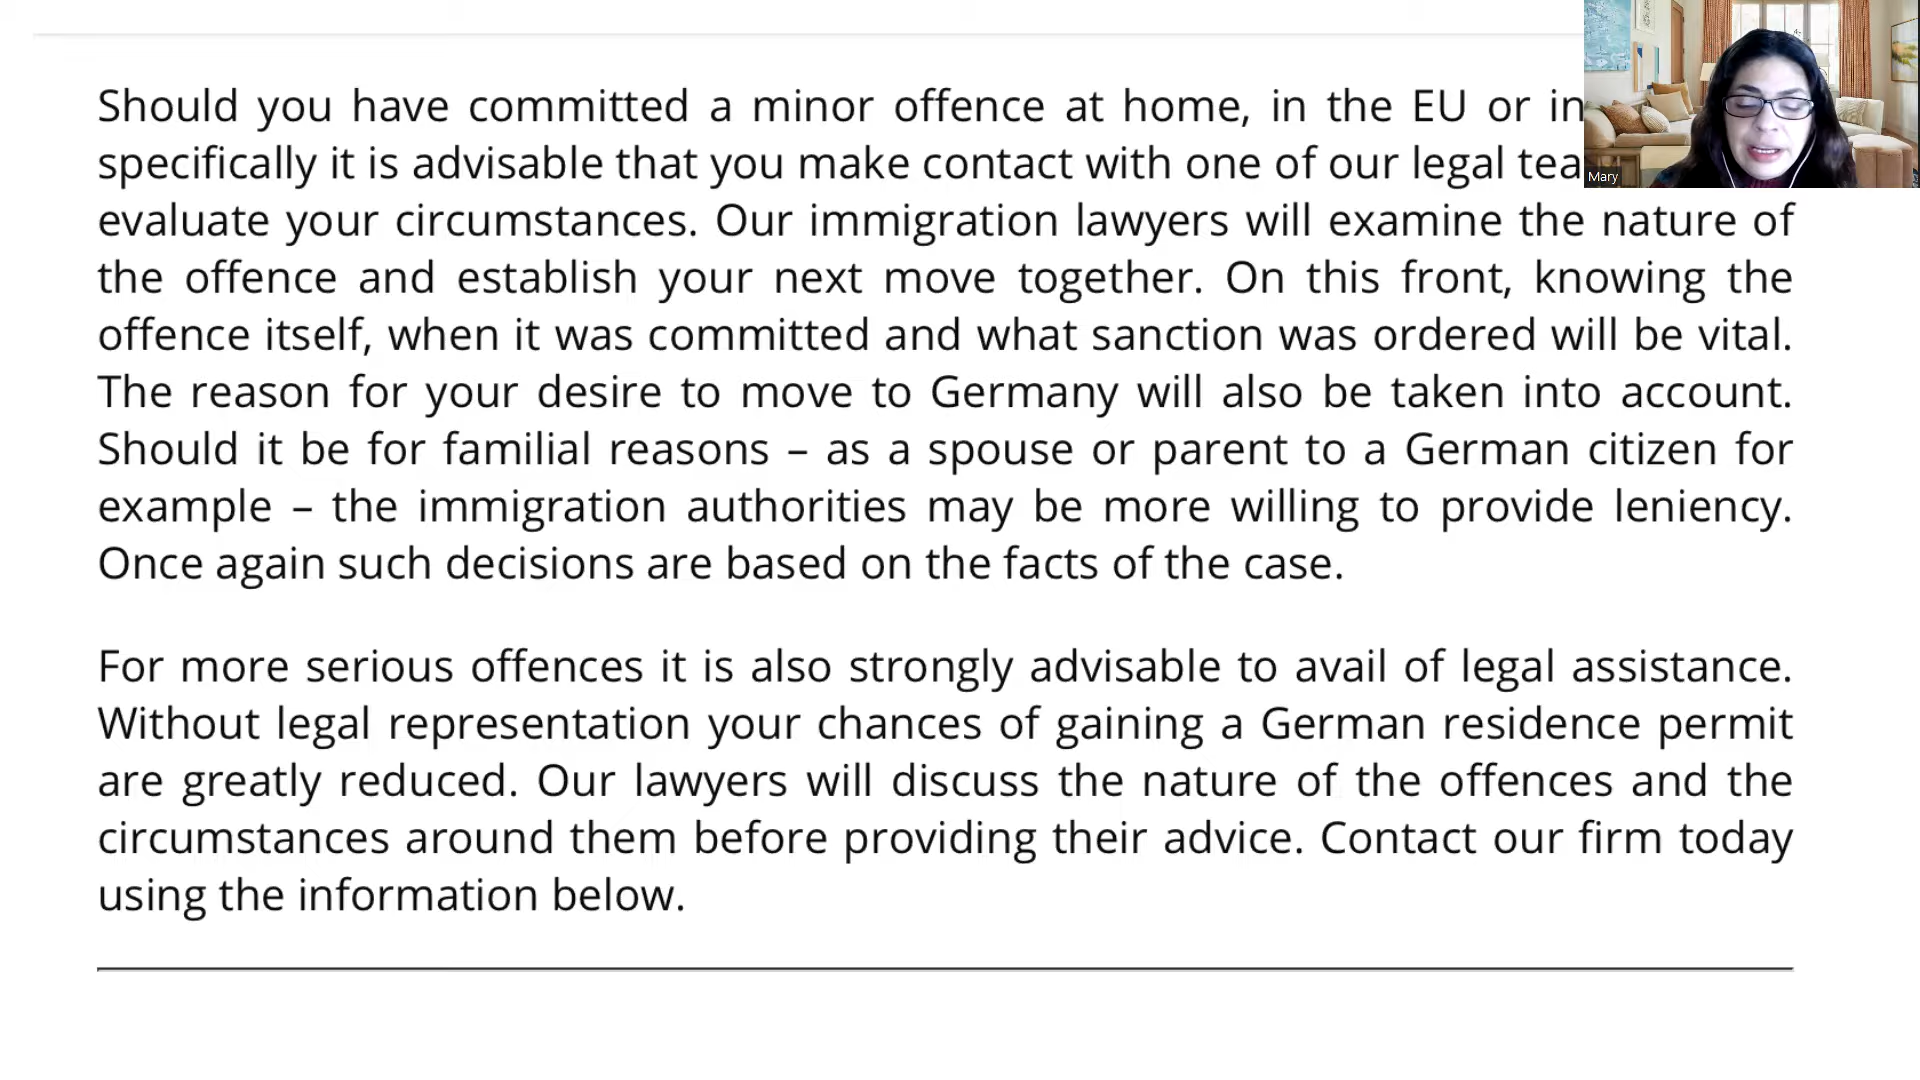 Should you have committed a minor offence at home, in the EU or in
specifically it is advisable that you make contact with one of our legal
evaluate your circumstances. Our immigration lawyers will examine the nature of
the offence and establish your next move together. On this front, knowing the
offence itself, when it was committed and what sanction was ordered will be vital.
The reason for your desire to move to Germany will also be taken into account.
Should it be for familial reasons – as a spouse or parent to a German citizen for
example – the immigration authorities may be more willing to provide leniency.
Once again such decisions are based on the facts of the case.
For more serious offences it is also strongly advisable to avail of legal assistance.
Without legal representation your chances of gaining a German residence permit
are greatly reduced. Our lawyers will discuss the nature of the offences and the
circumstances around them before providing their advice. Contact our firm today
using the information below.
Mary